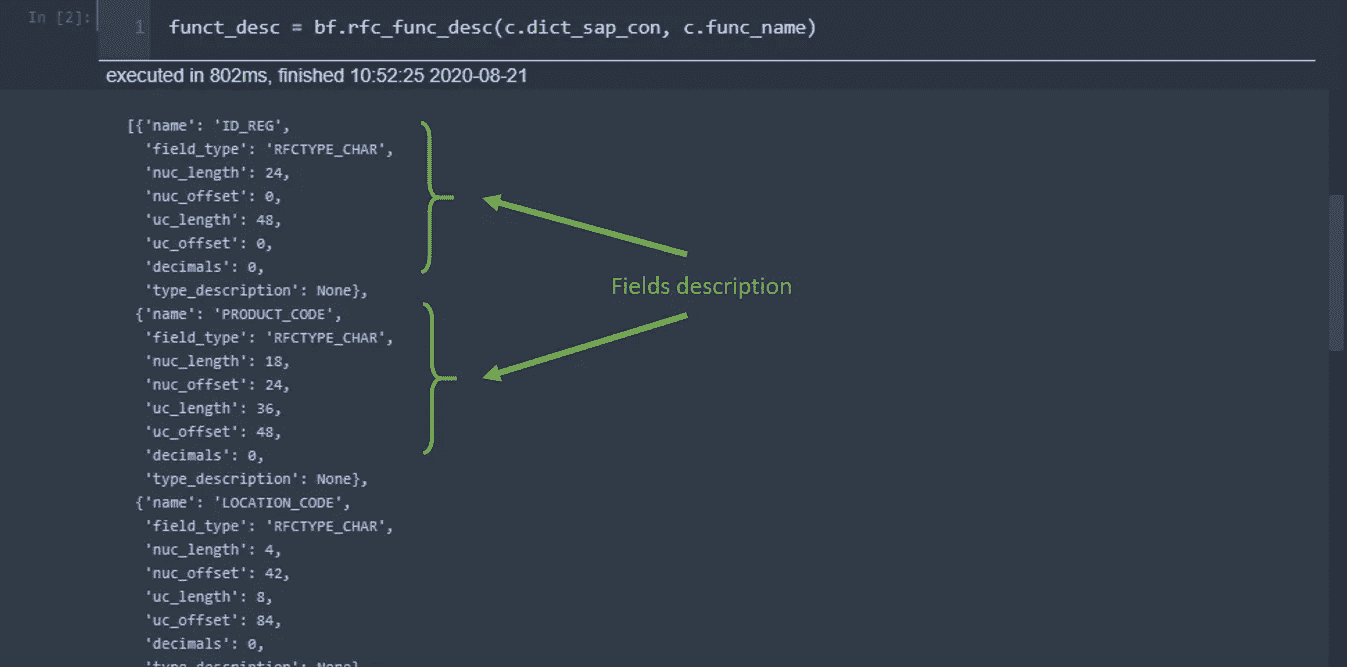 In [2]:
1 funct_desc = bf.rfc_func_desc(c.dict_sap_con, c.func_name)
executed in 802ms, finished 10:52:25 2020-08-21
[{'name': 'ID_REG',
'field_type': 'RFCTYPE_CHAR',
'nuc_length': 24,
'nuc_offset': 0,
'uc_length': 48,
'uc_offset': 0,
'decimals': 0,
'type_description': None},
{'name': 'PRODUCT_CODE',
'field_type': 'RFCTYPE_CHAR',
'nuc_length': 18,
'nuc_offset': 24,
'uc_length': 36,
'uc_offset': 48,
'decimals': 0,
'type_description': None},
{'name': 'LOCATION_CODE',
'field_type': 'RFCTYPE_CHAR',
'nuc_length': 4,
'nuc_offset': 42,
'uc_length': 8,
'uc_offset': 84,
'decimals': 0,
'type_description': None}
Fields description